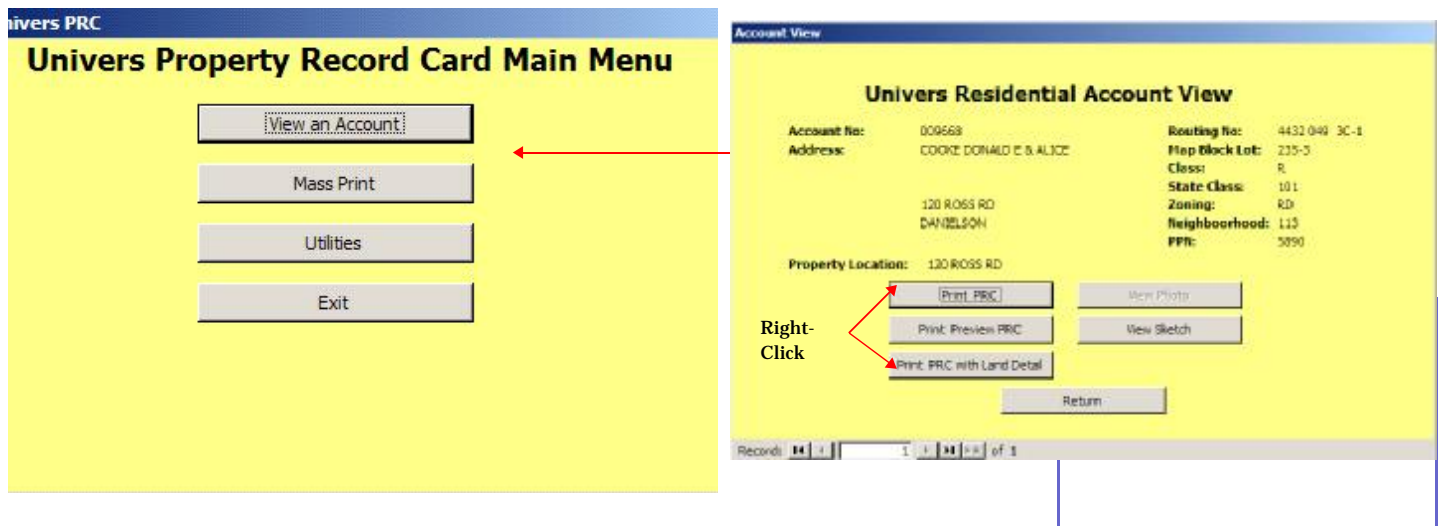 nivers PRC
Univers Property Record Card Main Menu
View an Account
Mass Print
Utilities
Exit
Account View
Univers Residential Account View
Account No: 009668 Routing No: 4432 049 3C-1
Address: COOKE DONALD E & ALICE Map Block Lot: 235-3
Class: R
State Class: 101
120 ROSS RD Zoning: RD
DANIELSON Neighbourhood: 113
PPN: 5890
Property Location: 120 ROSS RD
Print PRC View Photo
Print Preview PRC View Sketch
Print PRC with Land Detail
Return
Right-
Click
Record: 1 of 1